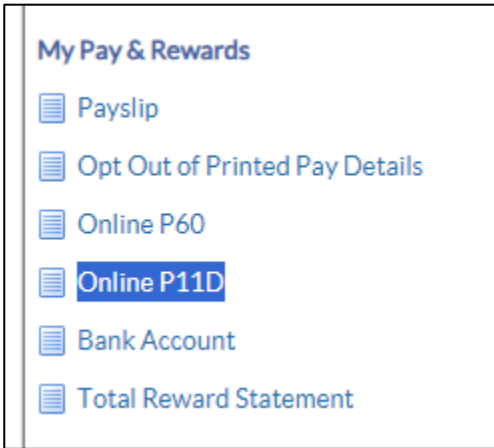 My Pay & Rewards
Payslip
Opt Out of Printed Pay Details
Online P60
Online P11D
Bank Account
Total Reward Statement